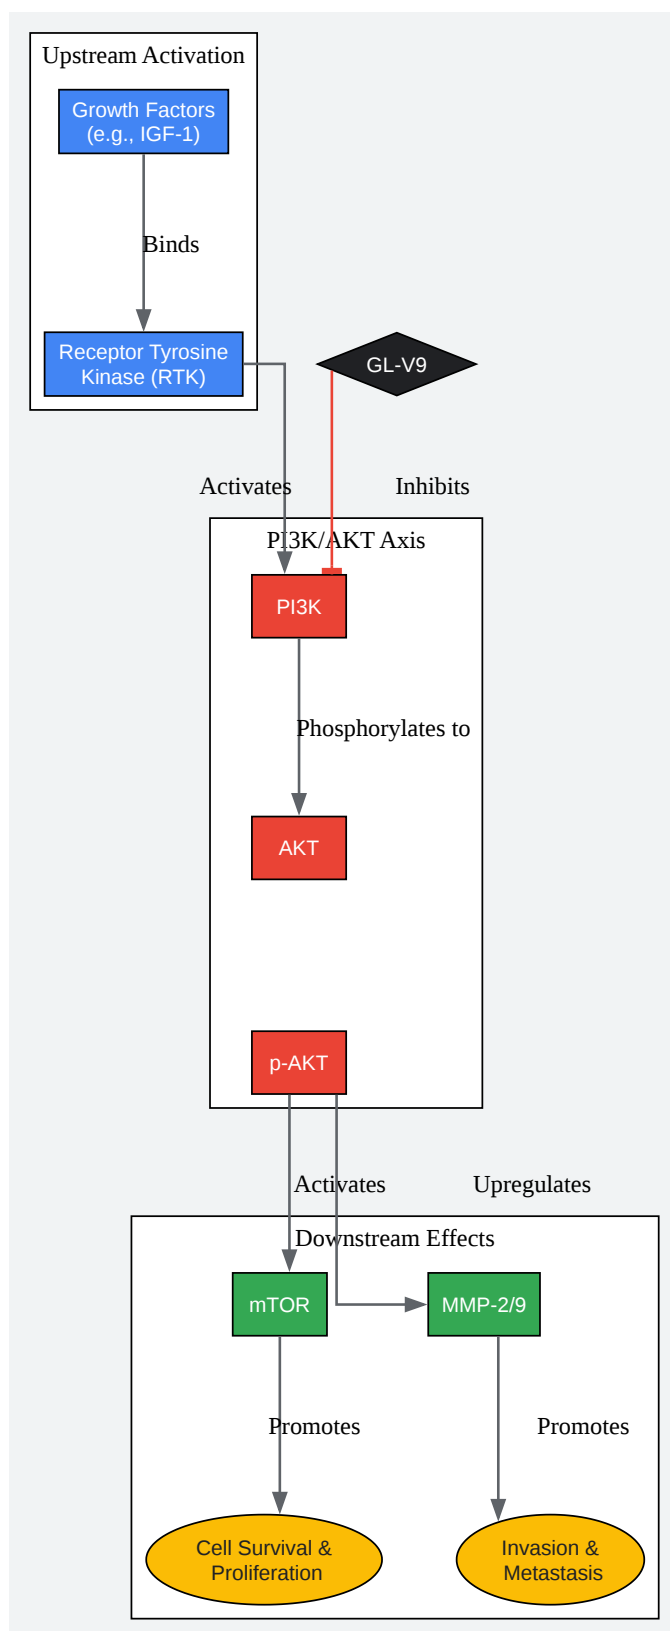 Upstream Activation
Growth Factors
(e.g., IGF-1)
Binds
Receptor Tyrosine
Kinase (RTK)
GL-V9
Activates
Inhibits
PI3K/AKT Axis
PI3K
Phosphorylates to
AKT
p-AKT
Activates
Upregulates
Downstream Effects
mTOR
MMP-2/9
Promotes
Promotes
Cell Survival &
Proliferation
Invasion &
Metastasis